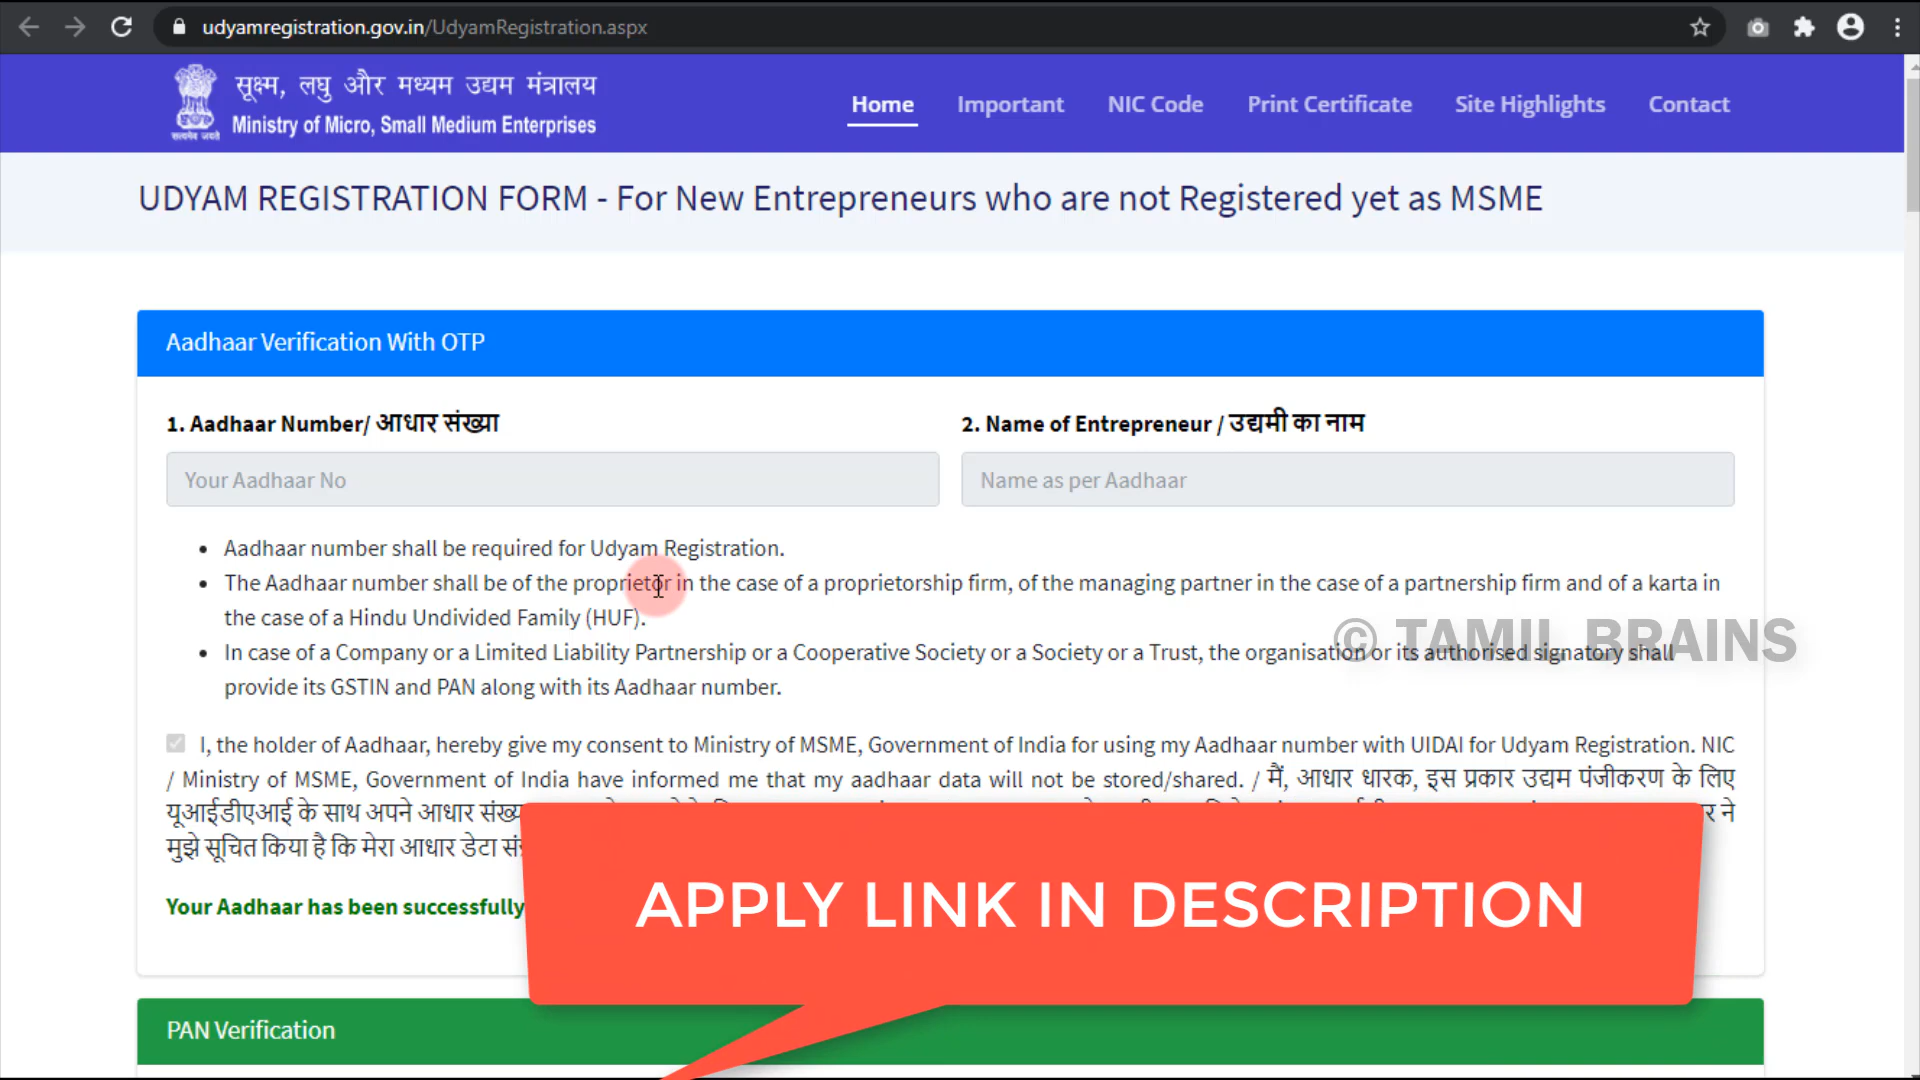 udyamregistration.gov.in/UdyamRegistration.aspx
सूक्ष्म, लघु और मध्यम उद्यम मंत्रालय
Ministry of Micro, Small Medium Enterprises
सत्यमेव जयते
Home Important NIC Code Print Certificate Site Highlights Contact
UDYAM REGISTRATION FORM - For New Entrepreneurs who are not Registered yet as MSME
Aadhaar Verification With OTP
1. Aadhaar Number/ आधार संख्या
2. Name of Entrepreneur / उद्यमी का नाम
Your Aadhaar No
Name as per Aadhaar
• Aadhaar number shall be required for Udyam Registration.
• The Aadhaar number shall be of the proprietor in the case of a proprietorship firm, of the managing partner in the case of a partnership firm and of a karta in
the case of a Hindu Undivided Family (HUF).
© TAMIL BRAINS
• In case of a Company or a Limited Liability Partnership or a Cooperative Society or a Society or a Trust, the organisation or its authorised signatory shall
provide its GSTIN and PAN along with its Aadhaar number.
I, the holder of Aadhaar, hereby give my consent to Ministry of MSME, Government of India for using my Aadhaar number with UIDAI for Udyam Registration. NIC
/ Ministry of MSME, Government of India have informed me that my aadhaar data will not be stored/shared. / मैं, आधार धारक, इस प्रकार उद्यम पंजीकरण के लिए
यूआईडीएआई के साथ अपने आधार ने
मुझे सूचित किया है कि मेरा आधार डेटा
Your Aadhaar has been successfully
APPLY LINK IN DESCRIPTION
PAN Verification